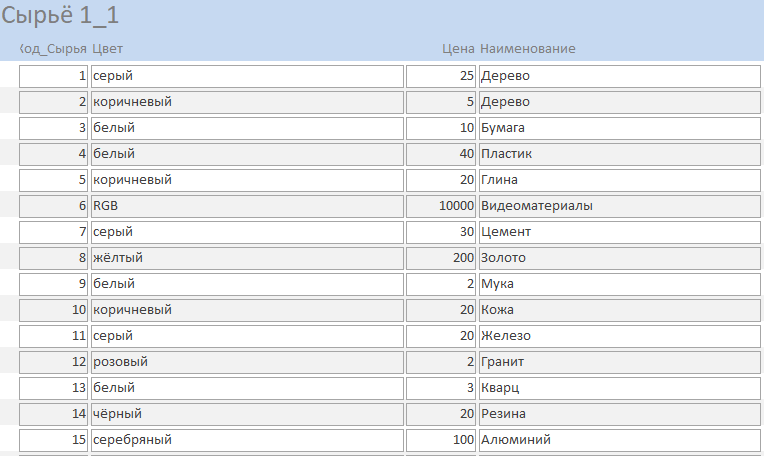 Сырьё 1_1
Код_Сырья Цвет Цена Наименование
1 серый 25 Дерево
2 коричневый 5 Дерево
3 белый 10 Бумага
4 белый 40 Пластик
5 коричневый 20 Глина
6 RGB 10000 Видеоматериалы
7 серый 30 Цемент
8 жёлтый 200 Золото
9 белый 2 Мука
10 коричневый 20 Кожа
11 серый 20 Железо
12 розовый 2 Гранит
13 белый 3 Кварц
14 чёрный 20 Резина
15 серебряный 100 Алюминий